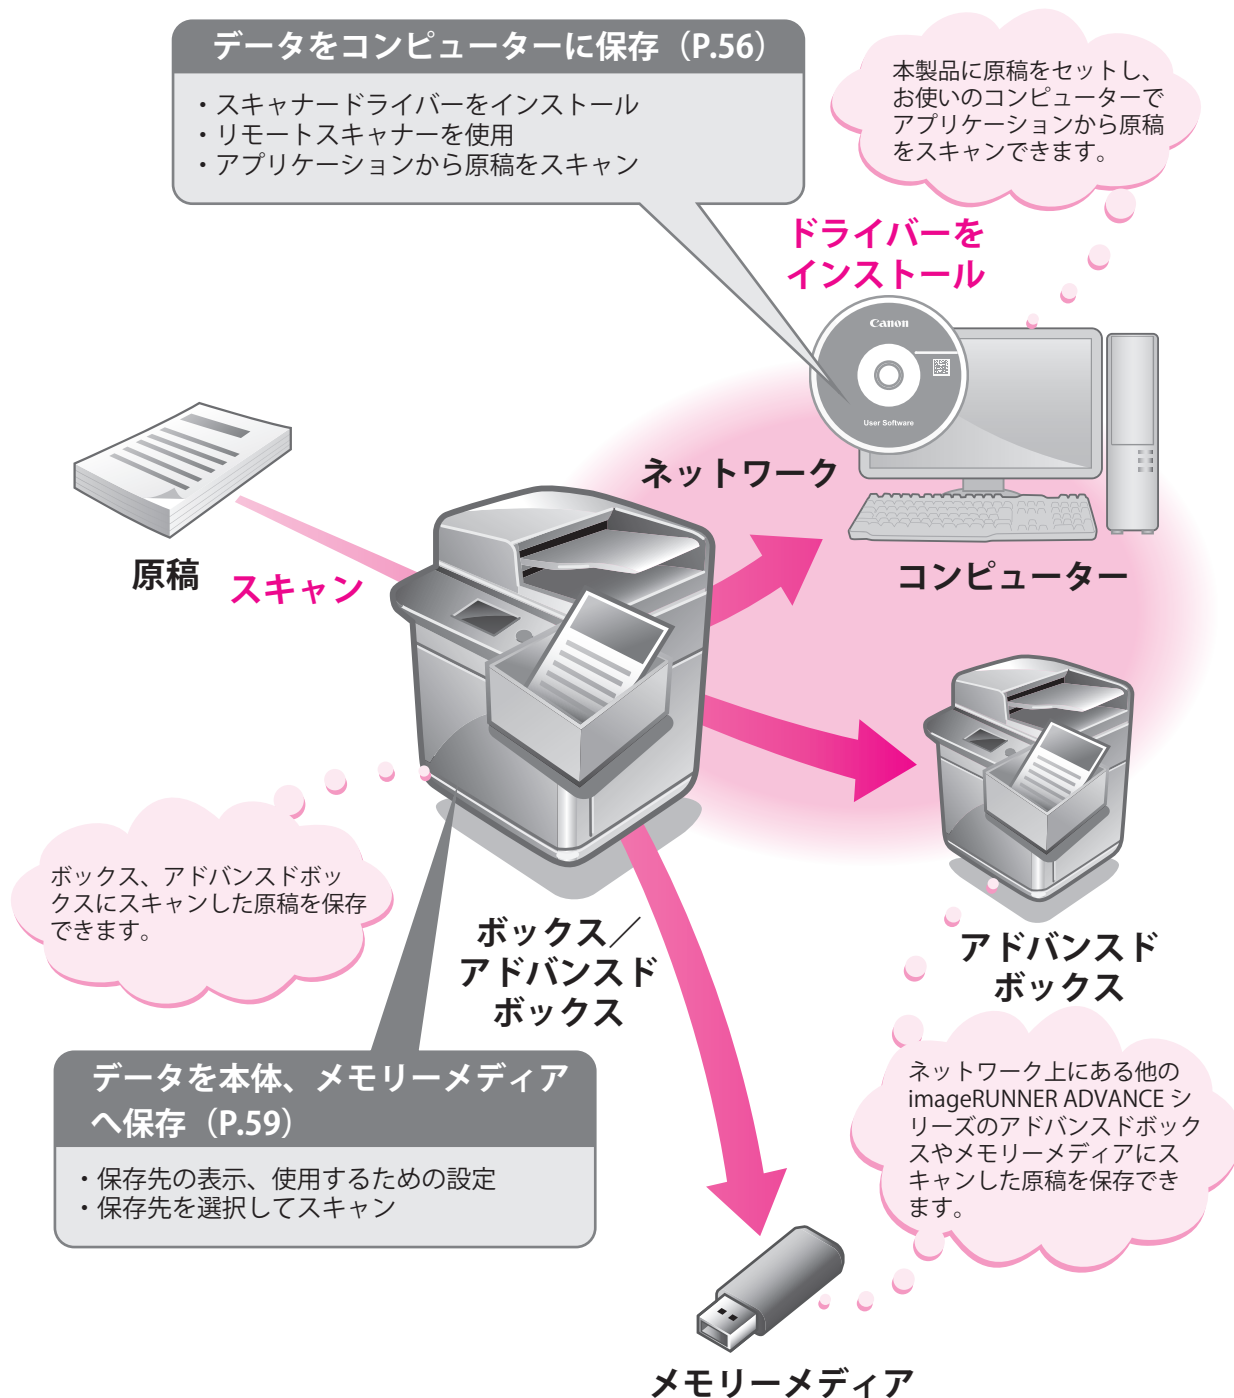 データをコンピューターに保存（P.56）
・スキャナードライバーをインストール
・リモートスキャナーを使用
・アプリケーションから原稿をスキャン
本製品に原稿をセットし、
お使いのコンピューターで
アプリケーションから原稿
をスキャンできます。
ドライバーを
インストール
Canon
User Software
ネットワーク
コンピューター
原稿
スキャン
ボックス、アドバンスドボッ
クスにスキャンした原稿を保存
できます。
ボックス／
アドバンスド
ボックス
アドバンスド
ボックス
データを本体、メモリーメディア
へ保存（P.59）
・保存先の表示、使用するための設定
・保存先を選択してスキャン
ネットワーク上にある他の
imageRUNNER ADVANCE シ
リーズのアドバンスドボック
スやメモリーメディアにス
キャンした原稿を保存でき
ます。
メモリーメディア